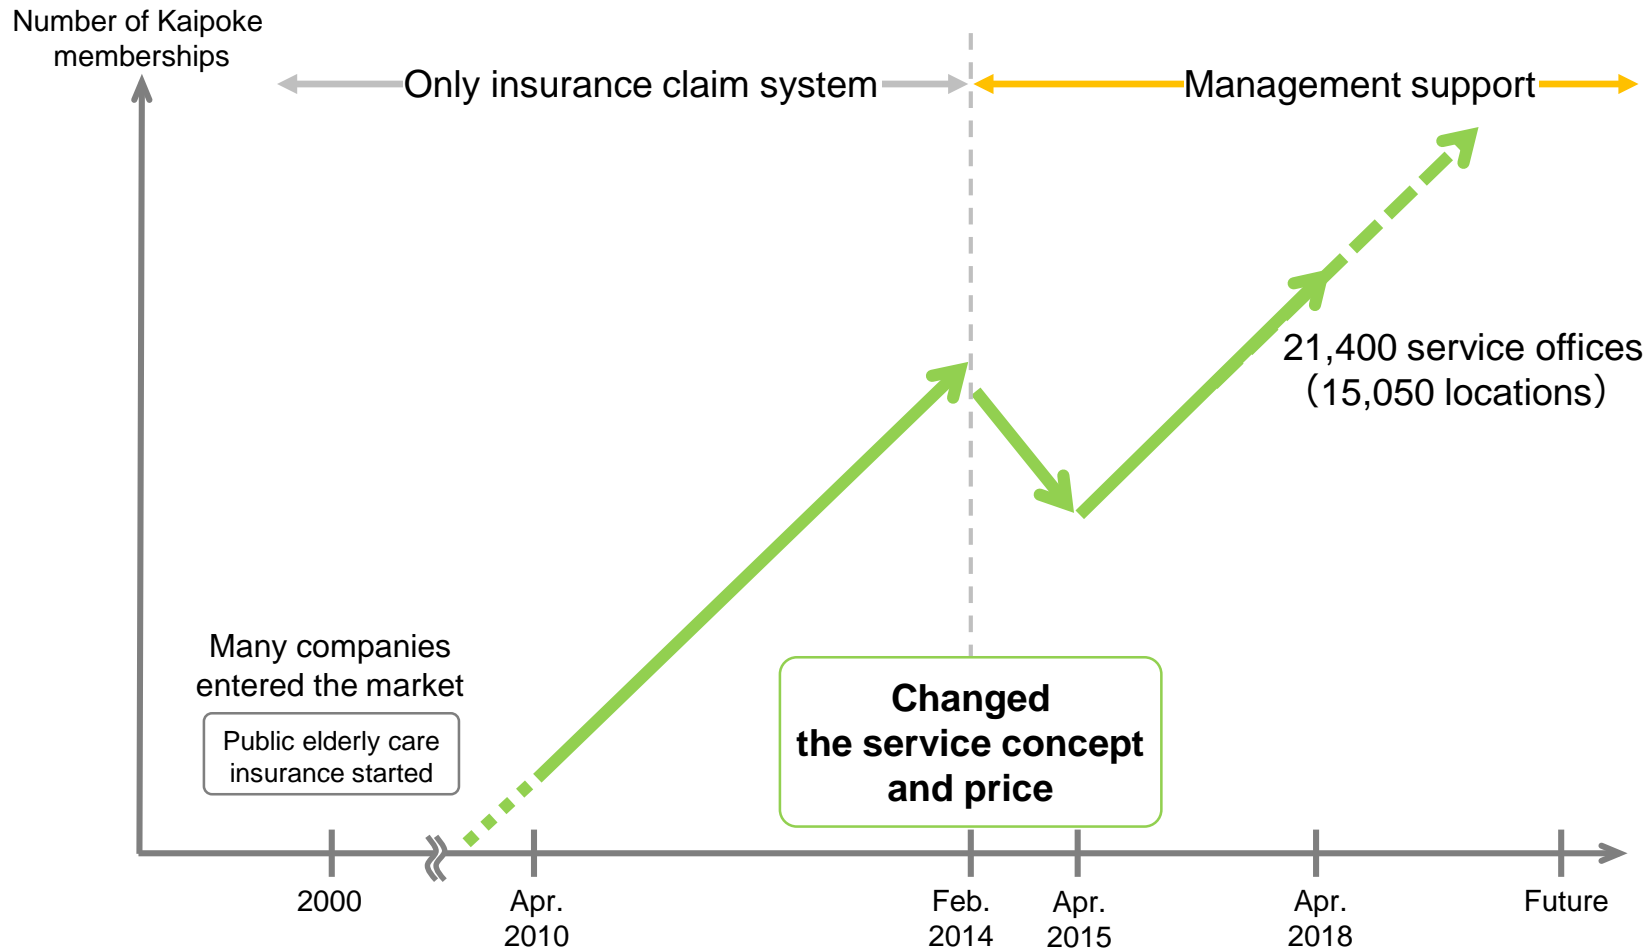 Number of Kaipoke
memberships
Only insurance claim system
Management support
21,400 service offices
（15,050 locations）
Many companies
entered the market
Public elderly care
insurance started
Changed
the service concept
and price
2000
Apr.
2010
Feb.
2014
Apr.
2015
Apr.
2018
Future